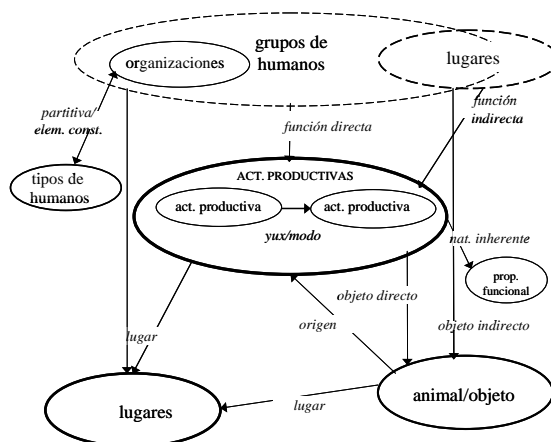 grupos de
humanos
organizaciones
lugares
partitiva/
elem. const.
función
indirecta
función directa
tipos de
humanos
ACT. PRODUCTIVAS
act. productiva
act. productiva
yux/modo
nat. inherente
prop.
funcional
objeto directo
origen
objeto indirecto
lugar
lugares
lugar
animal/objeto